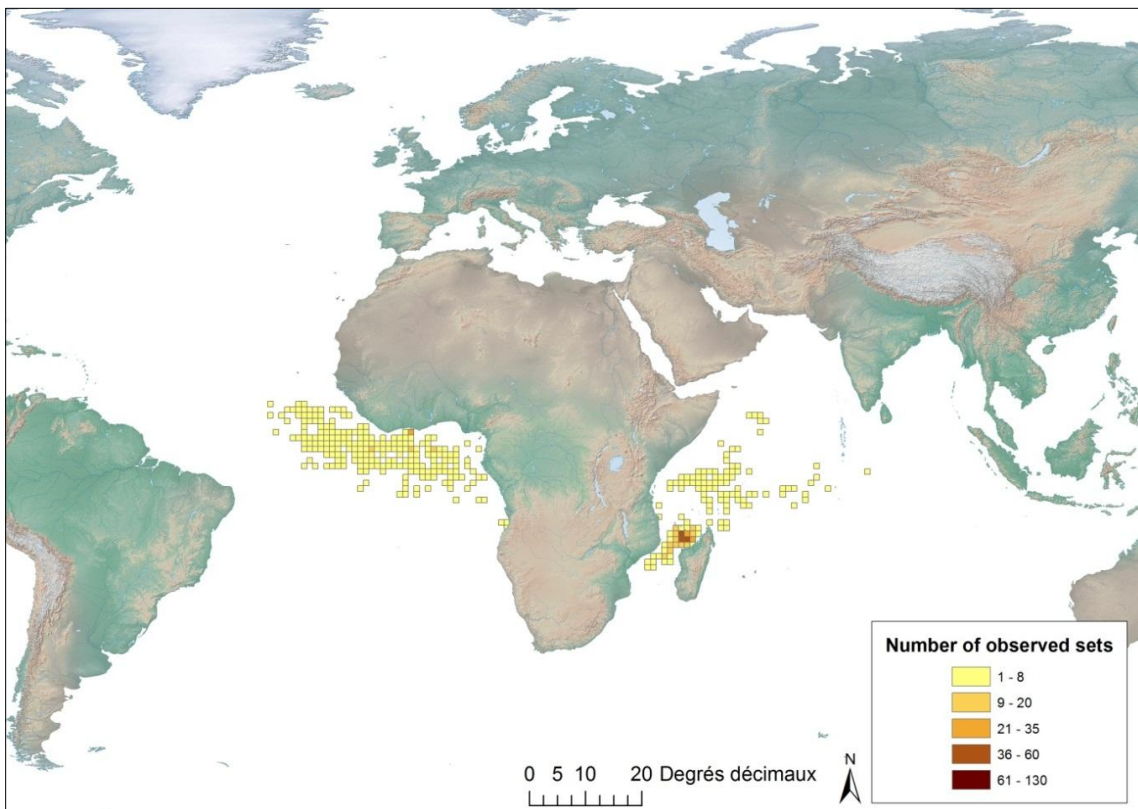 Number of observed sets
1 - 8
9 - 20
21 - 35
36 - 60
61 - 130
N
0 5 10 20 Degrés décimaux